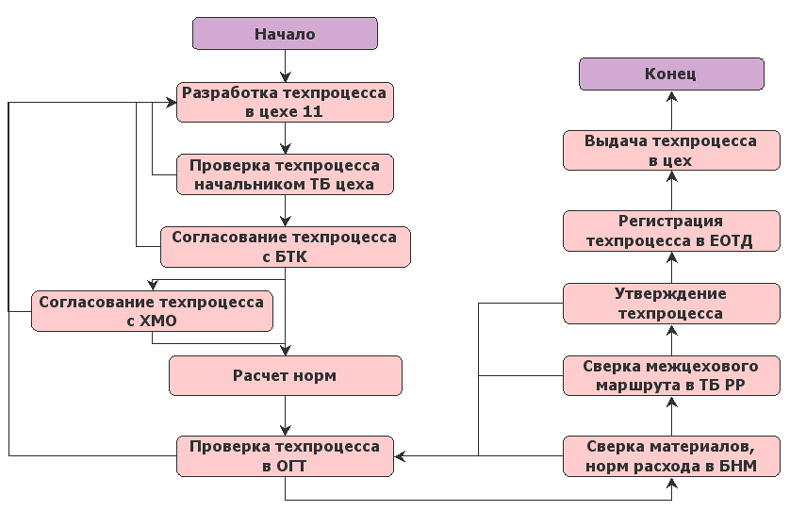 Начало
Разработка техпроцесса
в цехе 11
Проверка техпроцесса
начальником ТБ цеха
Согласование техпроцесса
с БТК
Согласование техпроцесса
с ХМО
Расчет норм
Проверка техпроцесса
в ОГТ
Конец
Выдача техпроцесса
в цех
Регистрация
техпроцесса в ЕОТД
Утверждение
техпроцесса
Сверка межцехового
маршрута в ТБ РР
Сверка материалов,
норм расхода в БНМ